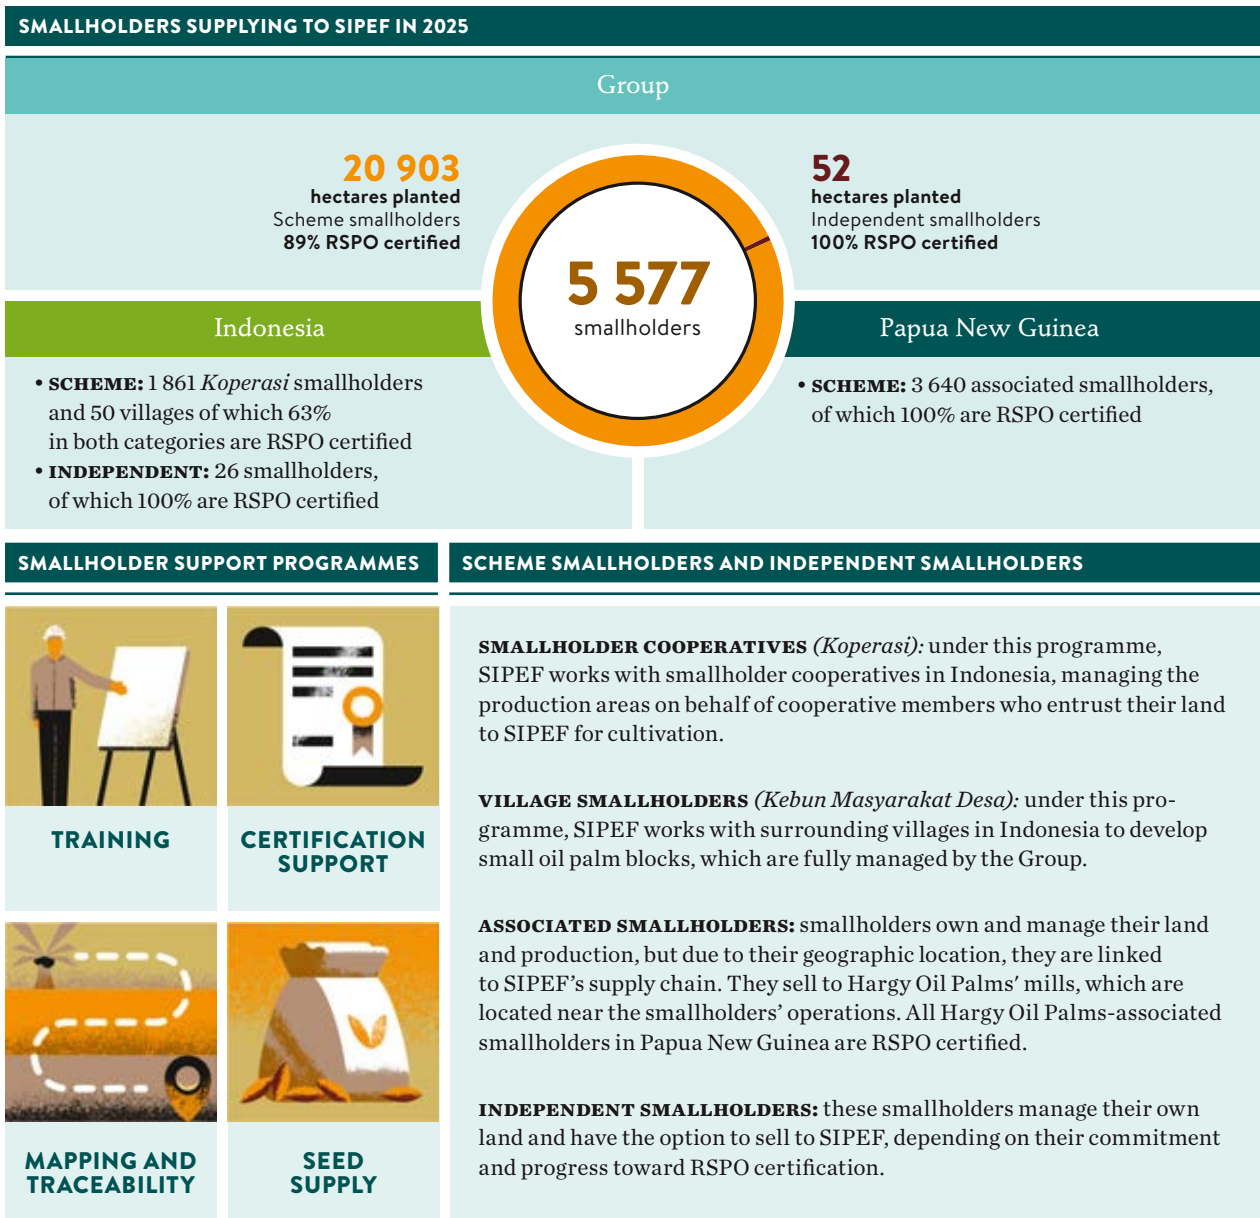 SMALLHOLDERS SUPPLYING TO SIPEF IN 2025
Group
20 903
hectares planted
Scheme smallholders
89% RSPO certified
5 577
smallholders
52
hectares planted
Independent smallholders
100% RSPO certified
Indonesia
• SCHEME: 1 861 Koperasi smallholders
and 50 villages of which 63%
in both categories are RSPO certified
• INDEPENDENT: 26 smallholders,
of which 100% are RSPO certified
Papua New Guinea
• SCHEME: 3 640 associated smallholders,
of which 100% are RSPO certified
SMALLHOLDER SUPPORT PROGRAMMES
TRAINING
CERTIFICATION
SUPPORT
MAPPING AND
TRACEABILITY
SEED
SUPPLY
SCHEME SMALLHOLDERS AND INDEPENDENT SMALLHOLDERS
SMALLHOLDER COOPERATIVES (Koperasi): under this programme,
SIPEF works with smallholder cooperatives in Indonesia, managing the
production areas on behalf of cooperative members who entrust their land
to SIPEF for cultivation.
VILLAGE SMALLHOLDERS (Kebun Masyarakat Desa): under this pro-
gramme, SIPEF works with surrounding villages in Indonesia to develop
small oil palm blocks, which are fully managed by the Group.
ASSOCIATED SMALLHOLDERS: smallholders own and manage their land
and production, but due to their geographic location, they are linked
to SIPEF’s supply chain. They sell to Hargy Oil Palms’ mills, which are
located near the smallholders’ operations. All Hargy Oil Palms-associated
smallholders in Papua New Guinea are RSPO certified.
INDEPENDENT SMALLHOLDERS: these smallholders manage their own
land and have the option to sell to SIPEF, depending on their commitment
and progress toward RSPO certification.